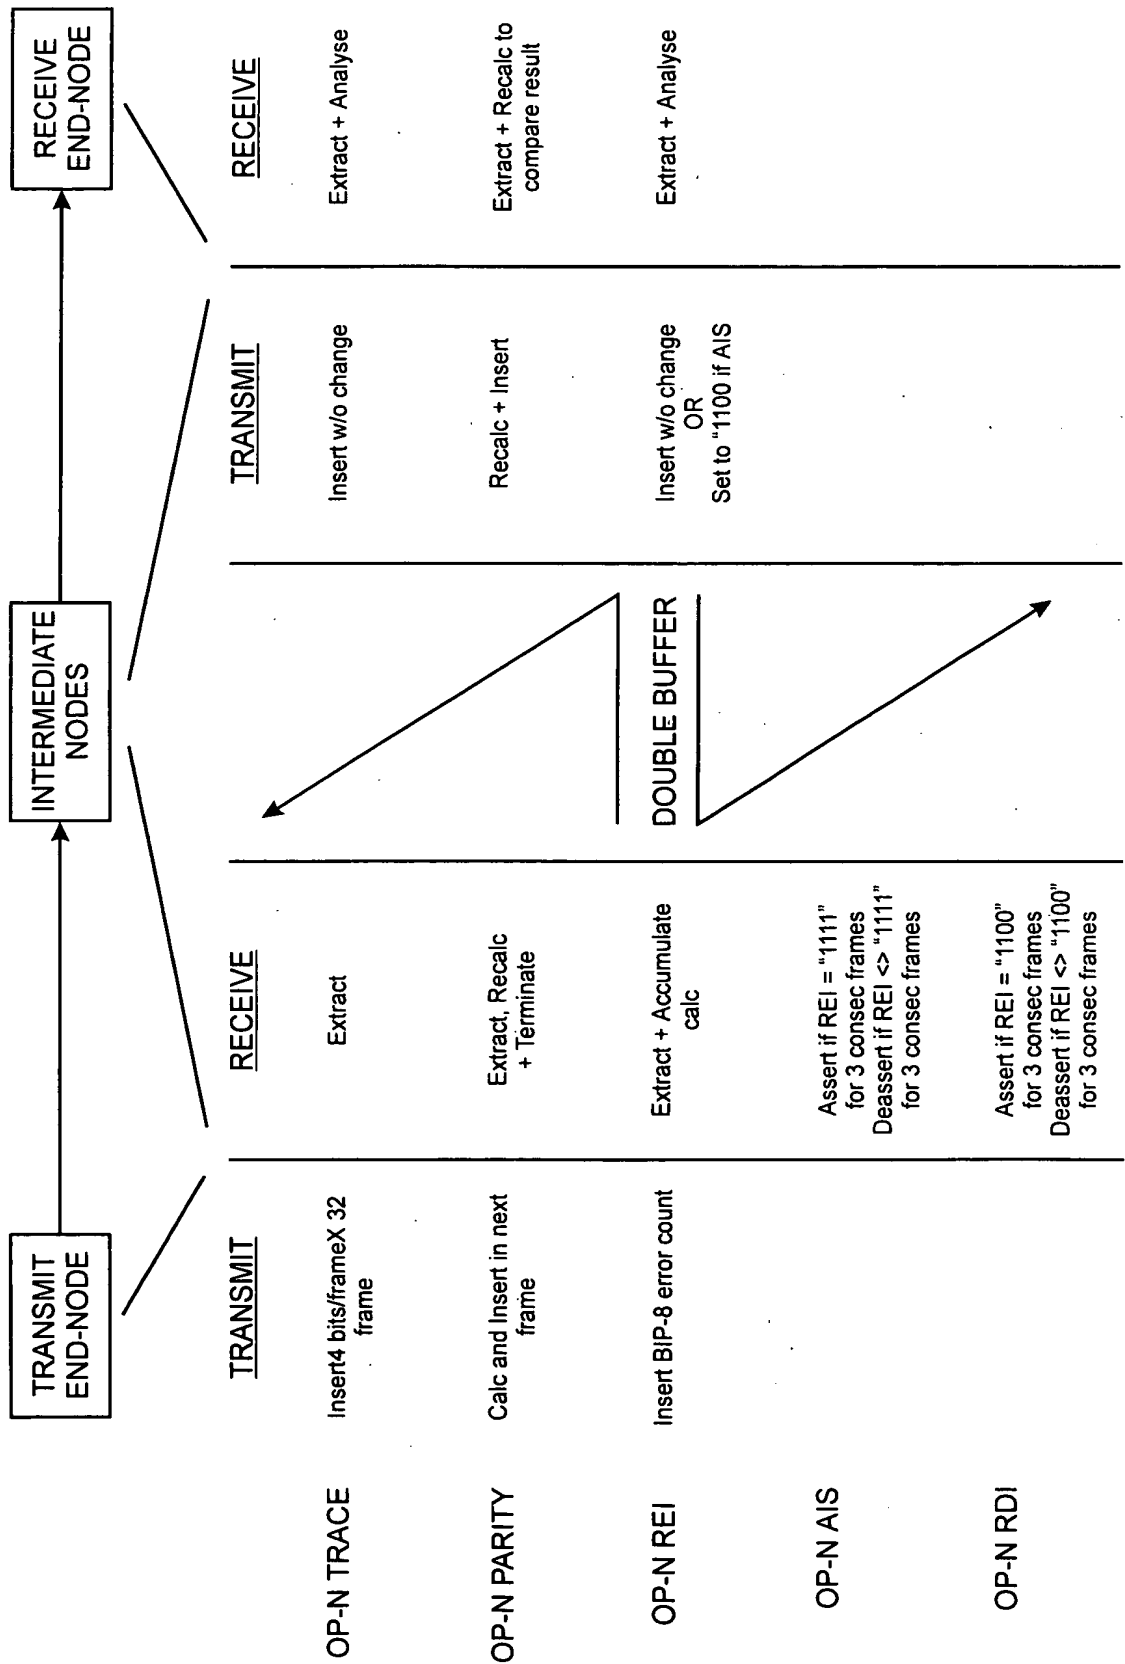 TRANSMIT
END-NODE
INTERMEDIATE
NODES
RECEIVE
END-NODE
TRANSMIT
RECEIVE
TRANSMIT
RECEIVE
OP-N TRACE
Insert4 bits/frameX 32
frame
Extract
Insert w/o change
Extract + Analyse
OP-N PARITY
Calc and Insert in next
frame
Extract, Recalc
+ Terminate
Recalc + Insert
Extract + Recalc to
compare result
OP-N REI
Insert BIP-8 error count
Extract + Accumulate
calc
DOUBLE BUFFER
Insert w/o change
OR
Set to "1100 if AIS
Extract + Analyse
OP-N AIS
Assert if REI = "1111"
for 3 consec frames
Deassert if REI <> "1111"
for 3 consec frames
OP-N RDI
Assert if REI = "1100"
for 3 consec frames
Deassert if REI <> "1100"
for 3 consec frames